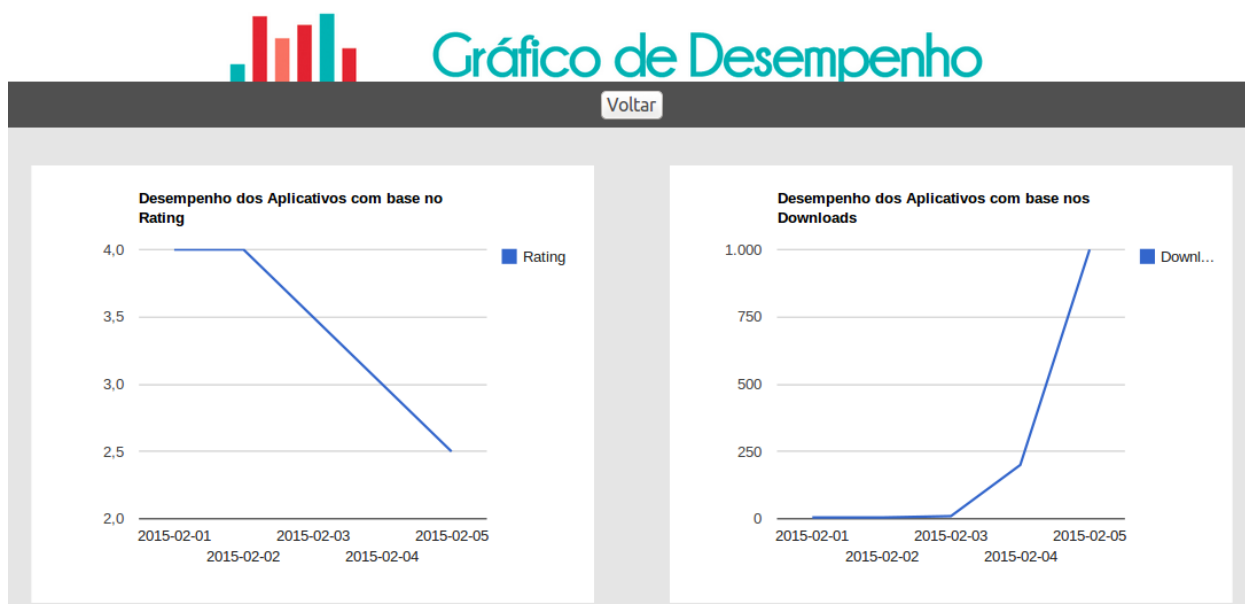 Gráfico de Desempenho
Voltar
Desempenho dos Aplicativos com base no
Rating
4,0
3,5
3,0
2,5
2,0
Rating
2015-02-01
2015-02-02
2015-02-03
2015-02-04
2015-02-05
Desempenho dos Aplicativos com base nos
Downloads
1.000
750
500
250
0
Downl...
2015-02-01
2015-02-02
2015-02-03
2015-02-04
2015-02-05